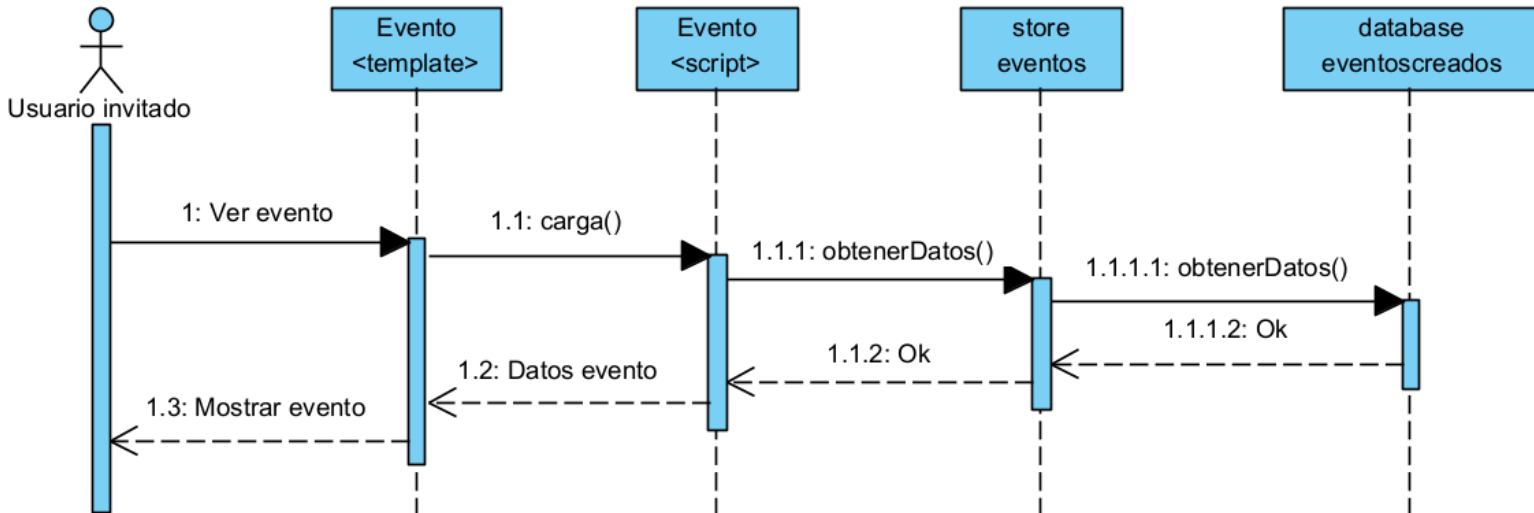 Evento
<template>
Evento
<script>
store
eventos
database
eventoscreados
Usuario invitado
1: Ver evento
1.1: carga()
1.1.1: obtenerDatos()
1.1.1.1: obtenerDatos()
1.1.1.2: Ok
1.1.2: Ok
1.2: Datos evento
1.3: Mostrar evento